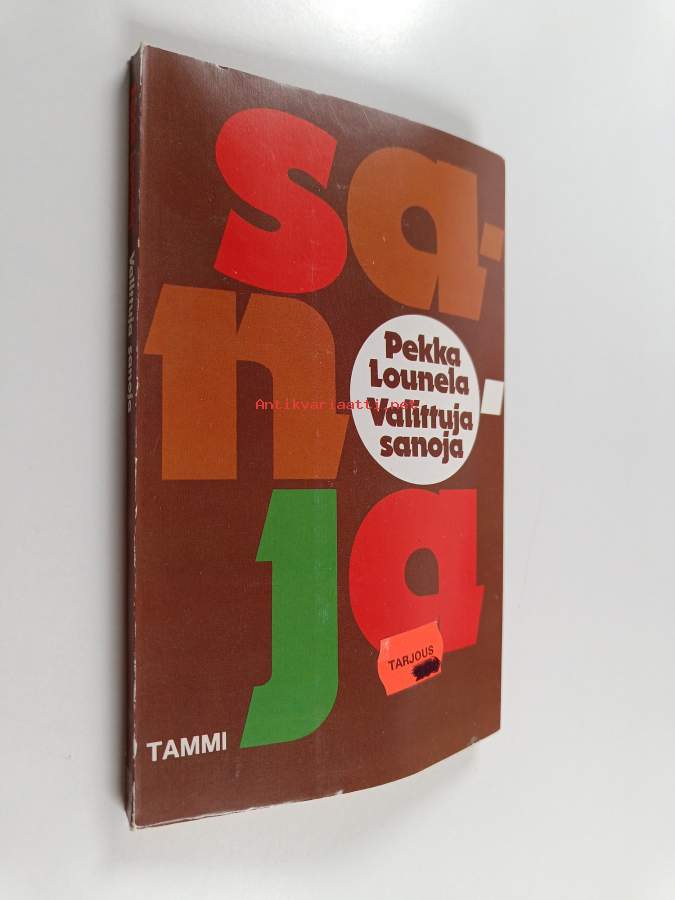 sa-
n
ja
Pekka
Lounela
Valittuja
sanoja
Antikvariaatti.net
TARJOUS
TAMMI
Valittuja sanoja